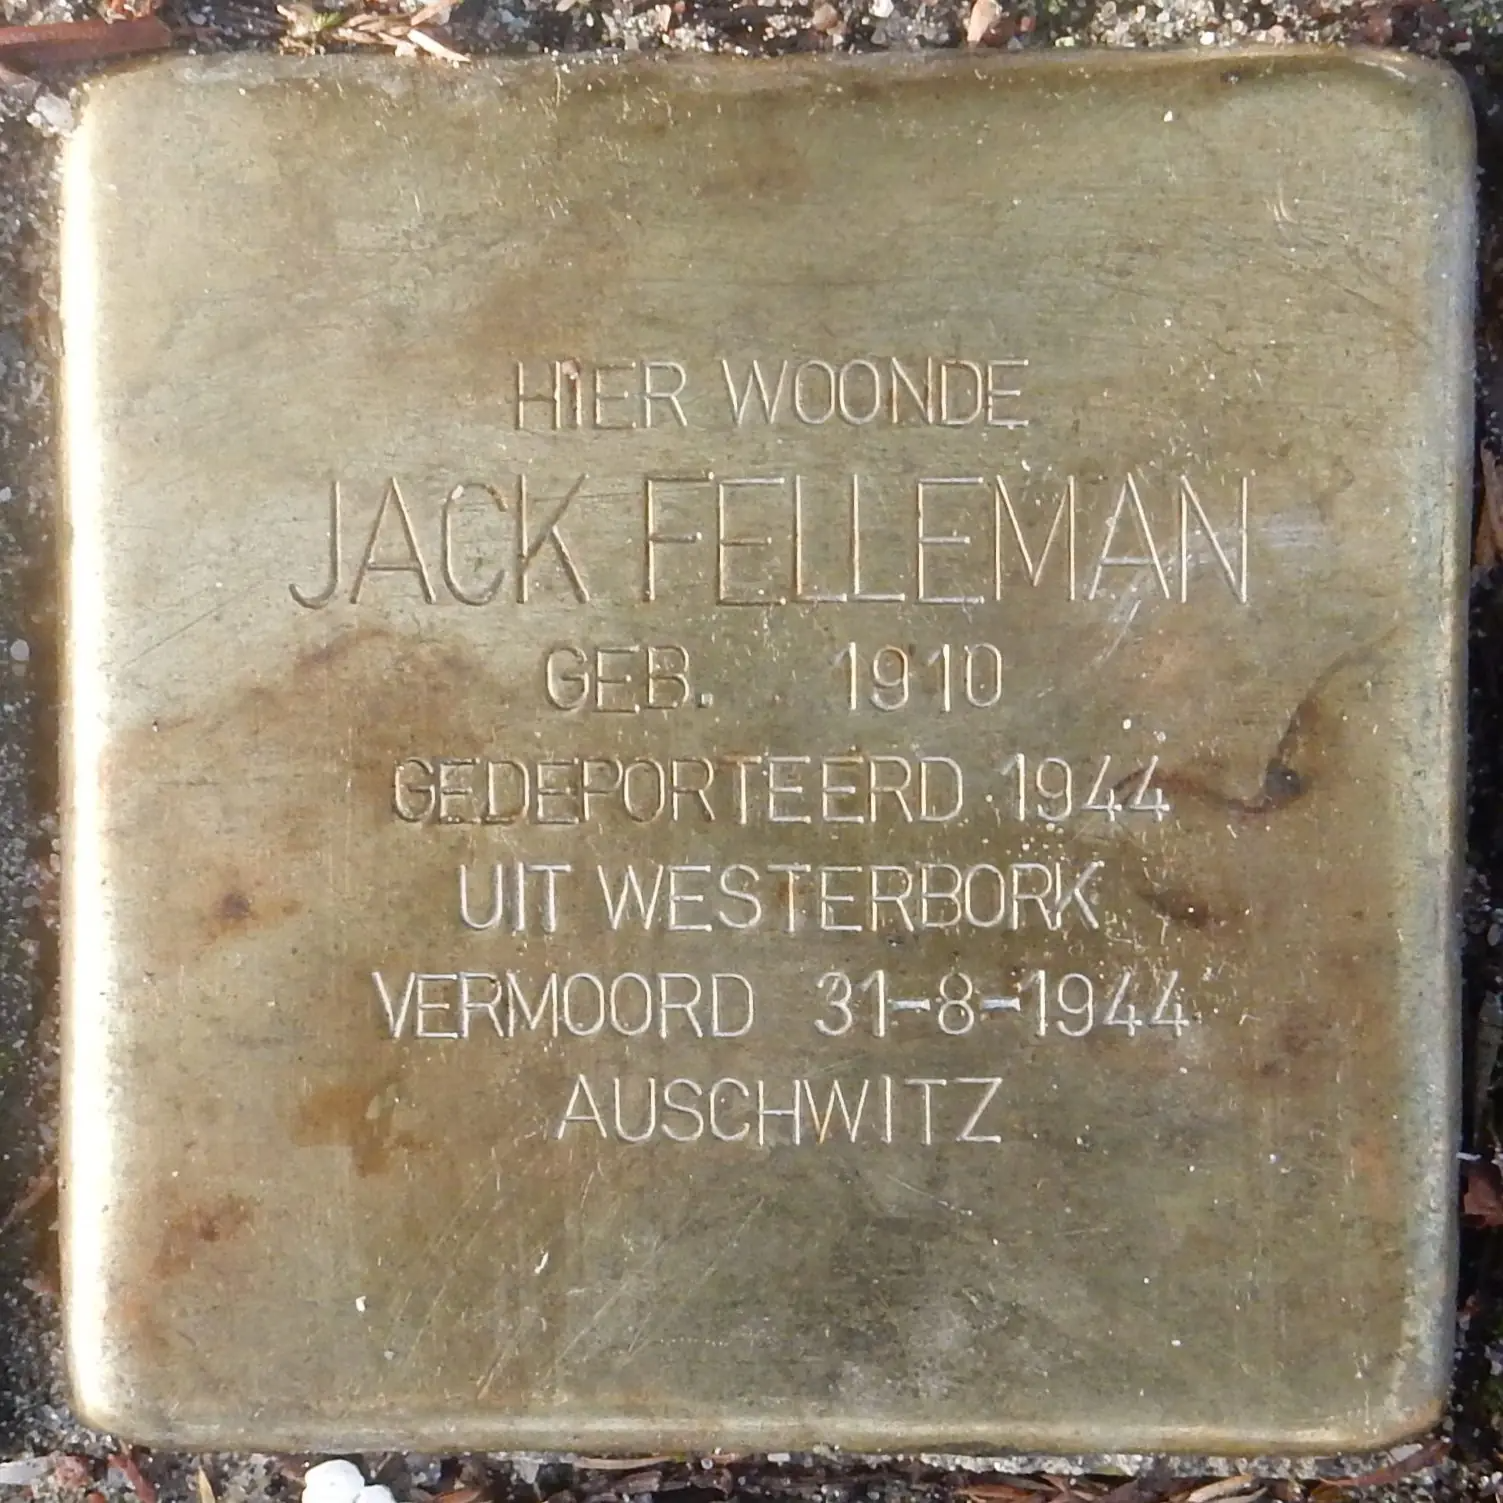 HIER WOONDE
JACK FELLEMAN
GEB. 1910
GEDEPORTEERD 1944
UIT WESTERBORK
VERMOORD 31-8-1944
AUSCHWITZ